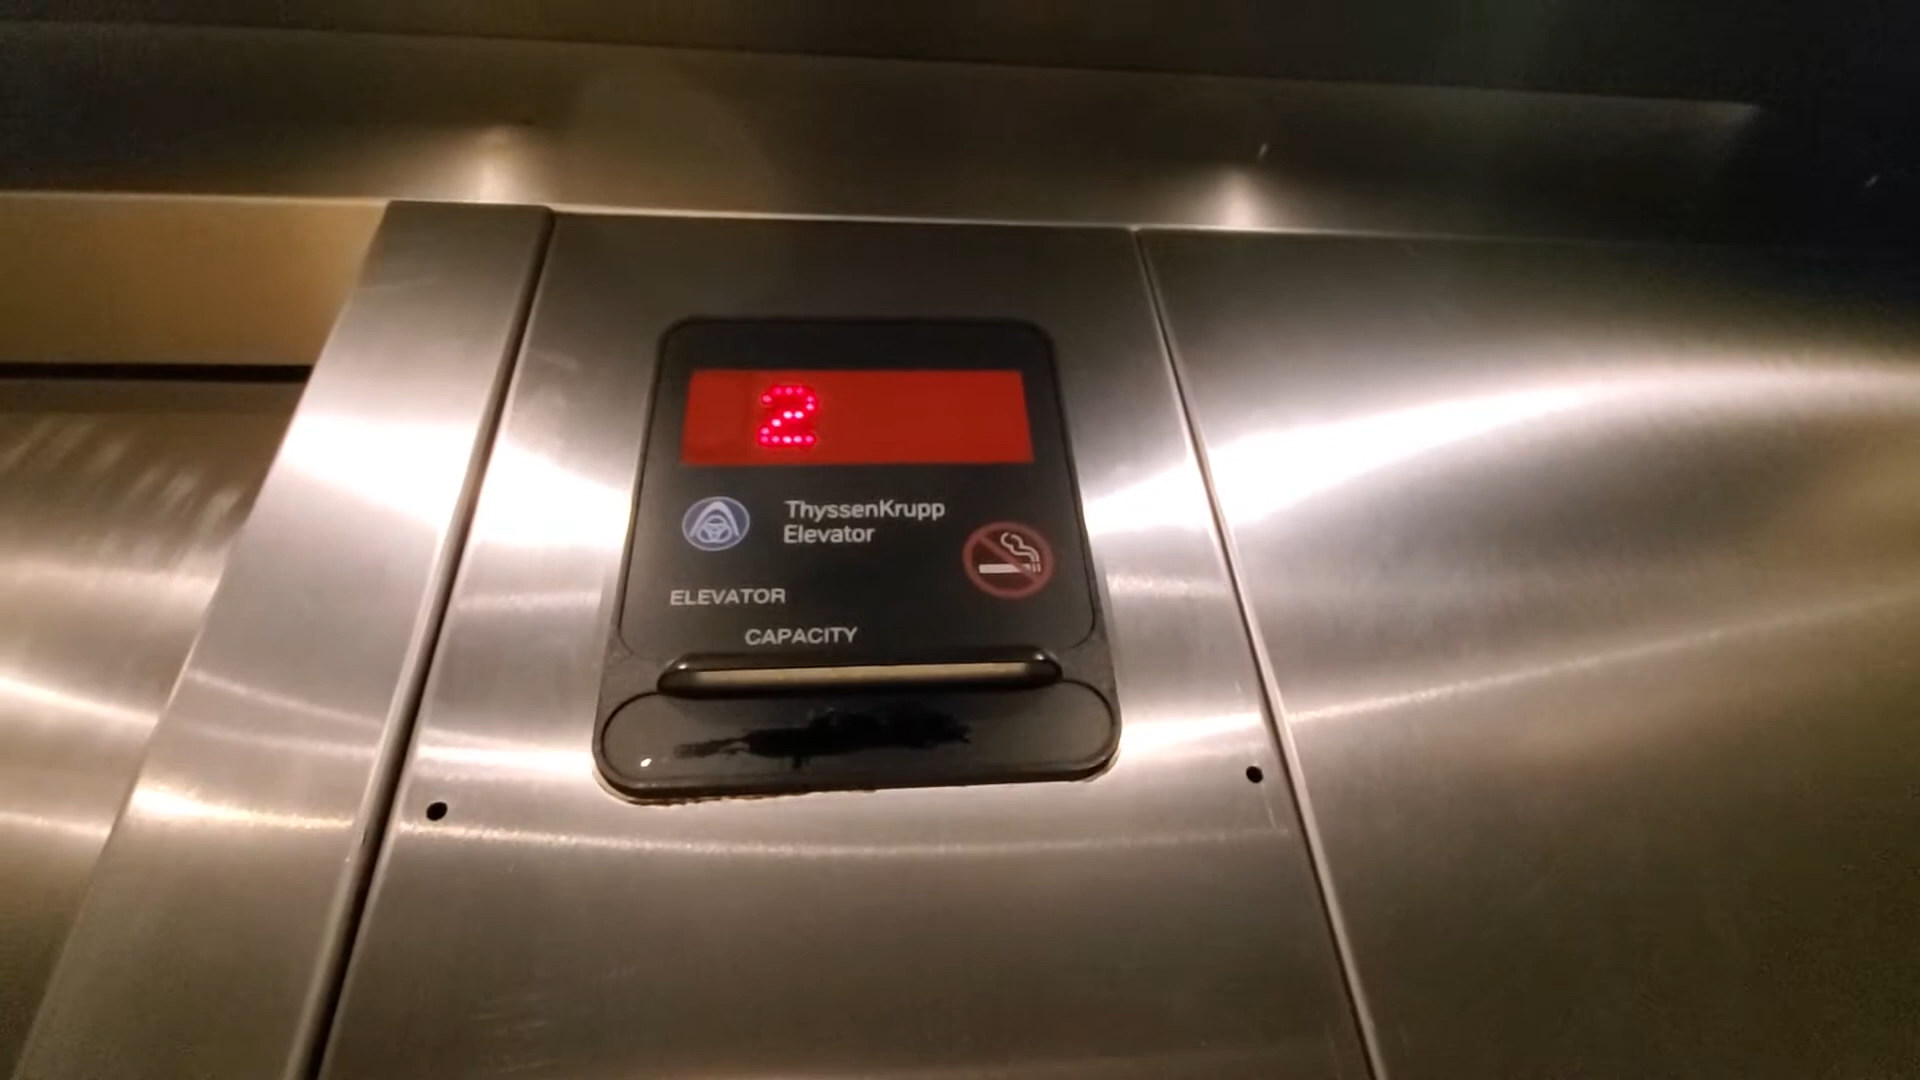 2
ThyssenKrupp
Elevator
ELEVATOR
CAPACITY